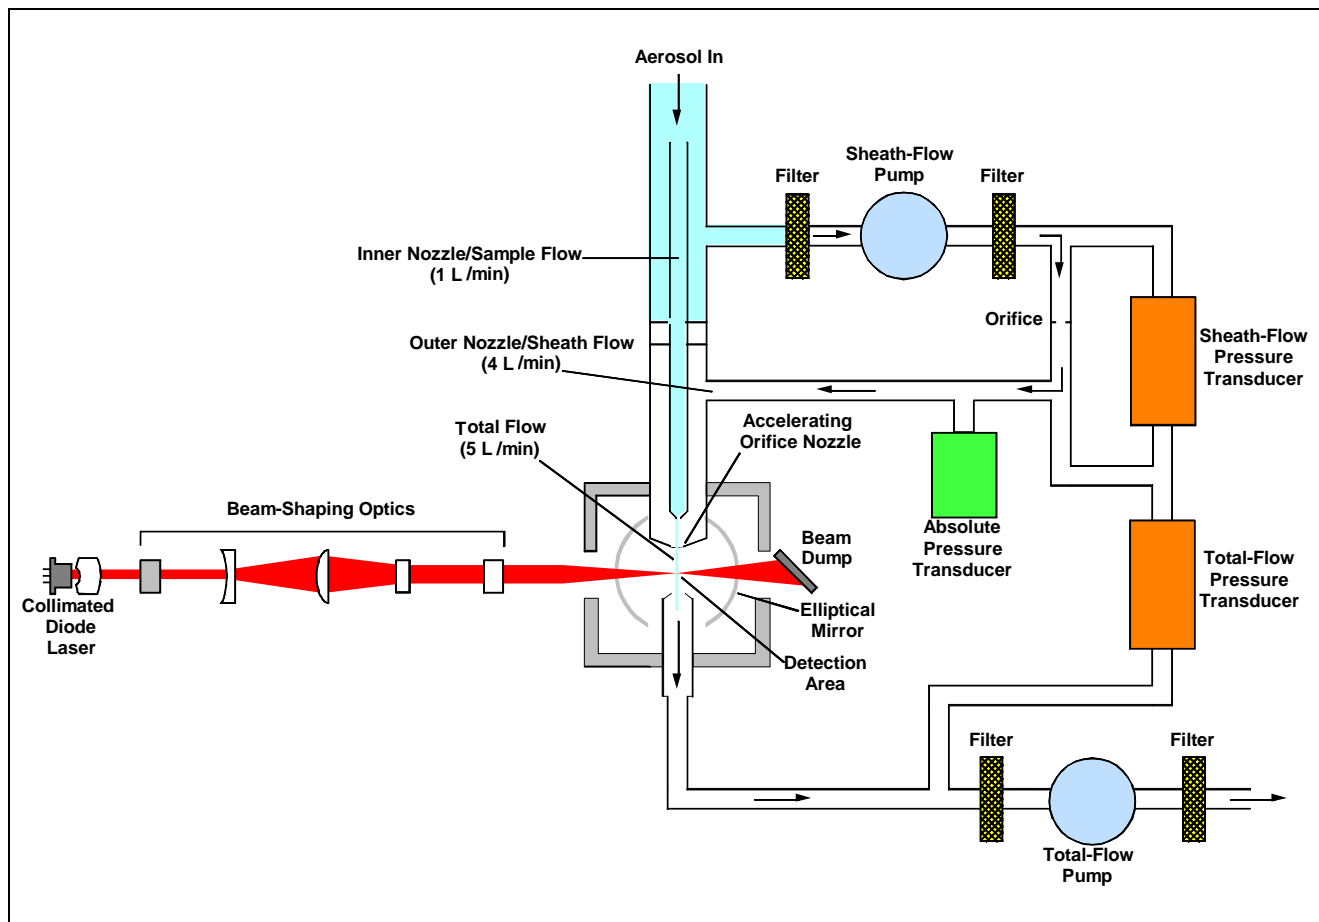 Aerosol In
Sheath-Flow
Pump
Filter
Filter
Inner Nozzle/Sample Flow
(1 L/min)
Orifice
Outer Nozzle/Sheath Flow
(4 L/min)
Sheath-Flow
Pressure
Transducer
Total Flow
(5 L/min)
Accelerating
Orifice Nozzle
Beam-Shaping Optics
Beam
Dump
Absolute
Pressure
Transducer
Total-Flow
Pressure
Transducer
Collimated
Diode
Laser
Elliptical
Mirror
Detection
Area
Filter
Filter
Total-Flow
Pump